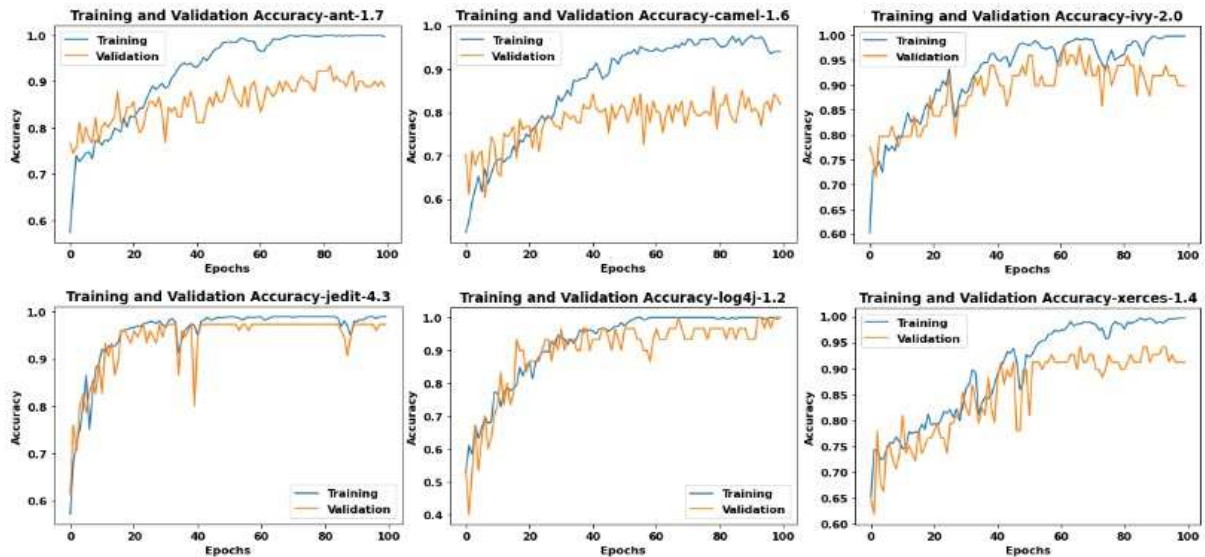 Training and Validation Accuracy-ant-1.7
Training
Validation
Accuracy
1.0
0.9
0.8
0.7
0.6
0 20 40 60 80 100
Epochs
Training and Validation Accuracy-camel-1.6
Training
Validation
Accuracy
1.0
0.9
0.8
0.7
0.6
0 20 40 60 80 100
Epochs
Training and Validation Accuracy-ivy-2.0
Training
Validation
Accuracy
1.00
0.95
0.90
0.85
0.80
0.75
0.70
0.65
0.60
0 20 40 60 80 100
Epochs
Training and Validation Accuracy-jedit-4.3
Accuracy
1.0
0.9
0.8
0.7
0.6
Training
Validation
0 20 40 60 80 100
Epochs
Training and Validation Accuracy-log4j-1.2
Accuracy
1.0
0.9
0.8
0.7
0.6
0.5
0.4
Training
Validation
0 20 40 60 80 100
Epochs
Training and Validation Accuracy-xerces-1.4
Training
Validation
Accuracy
1.00
0.95
0.90
0.85
0.80
0.75
0.70
0.65
0.60
0 20 40 60 80 100
Epochs